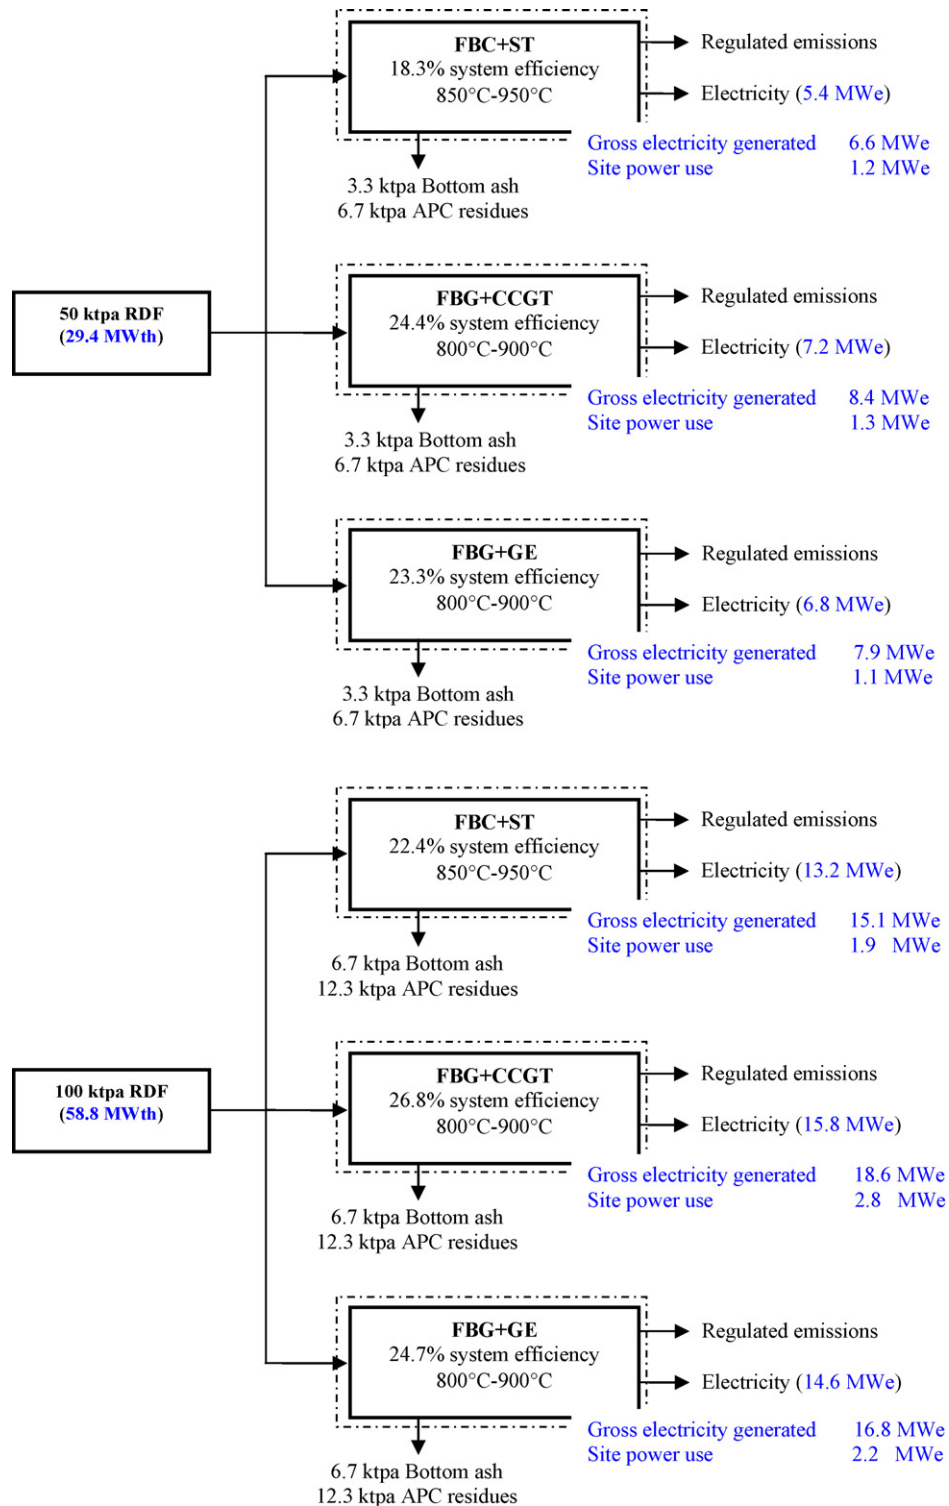 FBC+ST
18.3% system efficiency
850°C-950°C
Regulated emissions
Electricity (5.4 MWe)
Gross electricity generated 6.6 MWe
Site power use 1.2 MWe
3.3 ktpa Bottom ash
6.7 ktpa APC residues
50 ktpa RDF
(29.4 MWth)
FBG+CCGT
24.4% system efficiency
800°C-900°C
Regulated emissions
Electricity (7.2 MWe)
Gross electricity generated 8.4 MWe
Site power use 1.3 MWe
3.3 ktpa Bottom ash
6.7 ktpa APC residues
FBG+GE
23.3% system efficiency
800°C-900°C
Regulated emissions
Electricity (6.8 MWe)
Gross electricity generated 7.9 MWe
Site power use 1.1 MWe
3.3 ktpa Bottom ash
6.7 ktpa APC residues
FBC+ST
22.4% system efficiency
850°C-950°C
Regulated emissions
Electricity (13.2 MWe)
Gross electricity generated 15.1 MWe
Site power use 1.9 MWe
6.7 ktpa Bottom ash
12.3 ktpa APC residues
100 ktpa RDF
(58.8 MWth)
FBG+CCGT
26.8% system efficiency
800°C-900°C
Regulated emissions
Electricity (15.8 MWe)
Gross electricity generated 18.6 MWe
Site power use 2.8 MWe
6.7 ktpa Bottom ash
12.3 ktpa APC residues
FBG+GE
24.7% system efficiency
800°C-900°C
Regulated emissions
Electricity (14.6 MWe)
Gross electricity generated 16.8 MWe
Site power use 2.2 MWe
6.7 ktpa Bottom ash
12.3 ktpa APC residues